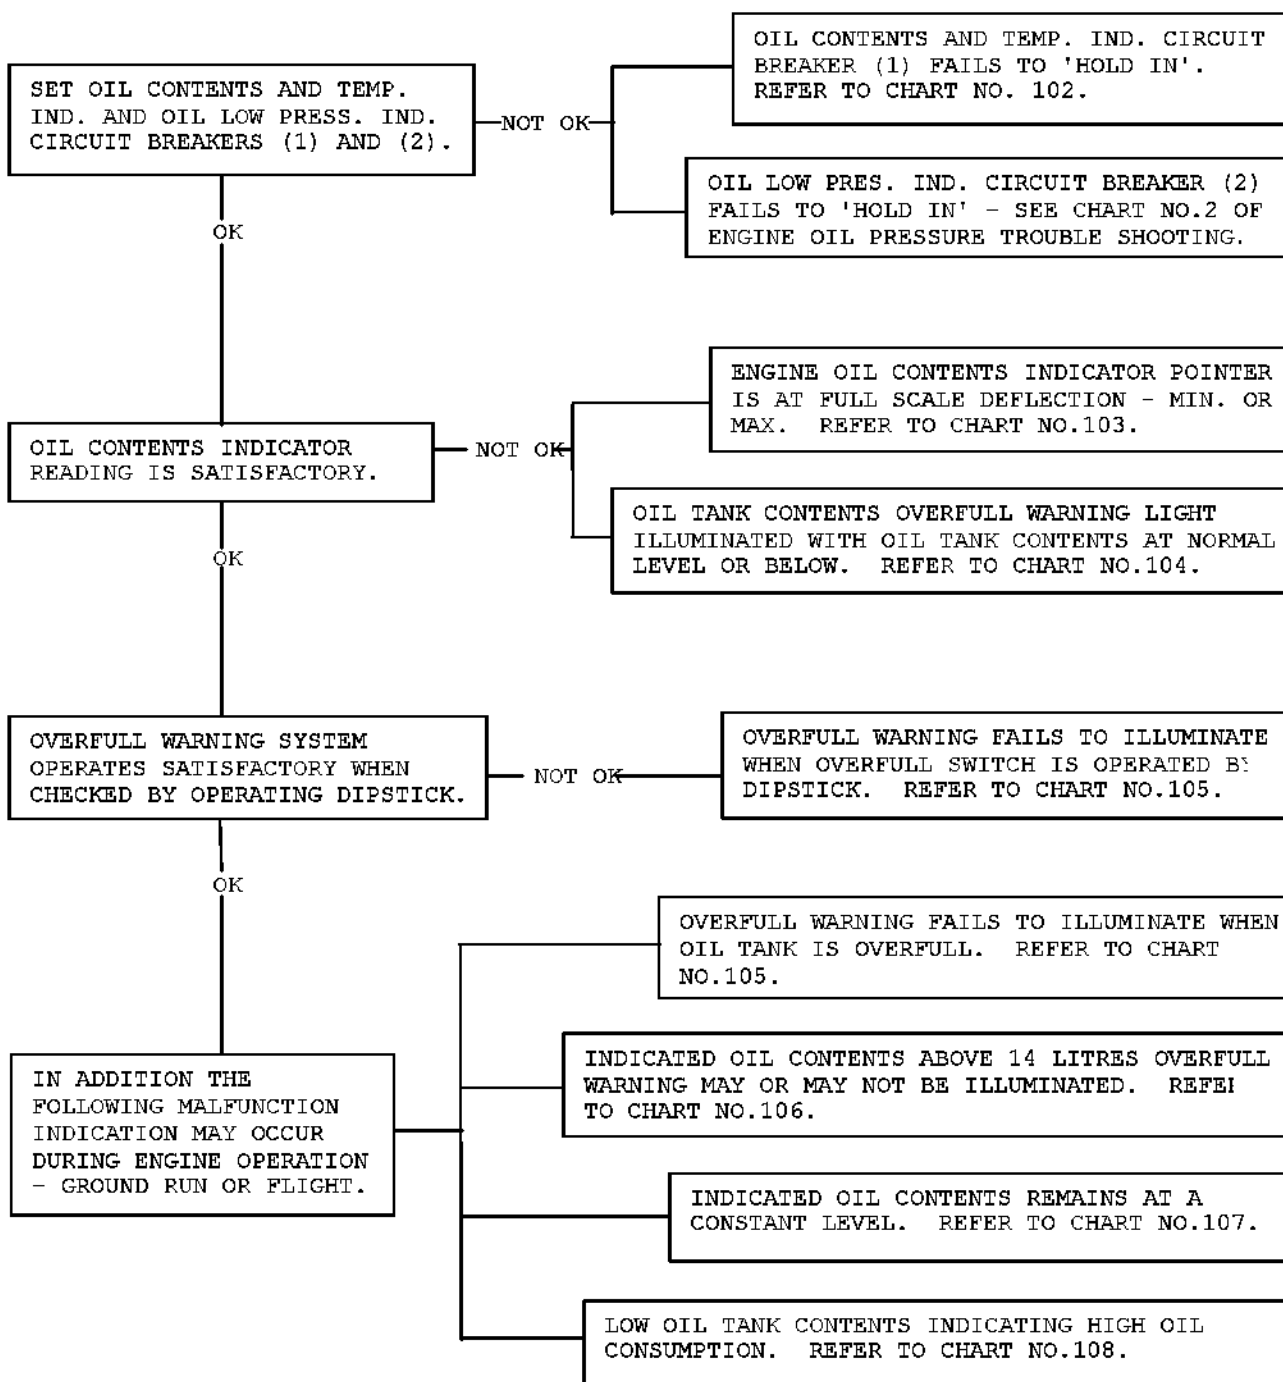 SET OIL CONTENTS AND TEMP.
IND. AND OIL LOW PRESS. IND.
CIRCUIT BREAKERS (1) AND (2).
NOT OK
OIL CONTENTS AND TEMP. IND. CIRCUIT
BREAKER (1) FAILS TO 'HOLD IN'.
REFER TO CHART NO. 102.
OIL LOW PRES. IND. CIRCUIT BREAKER (2)
FAILS TO 'HOLD IN' - SEE CHART NO.2 OF
ENGINE OIL PRESSURE TROUBLE SHOOTING.
OK
OIL CONTENTS INDICATOR
READING IS SATISFACTORY.
NOT OK
ENGINE OIL CONTENTS INDICATOR POINTER
IS AT FULL SCALE DEFLECTION - MIN. OR
MAX. REFER TO CHART NO.103.
OIL TANK CONTENTS OVERFULL WARNING LIGHT
ILLUMINATED WITH OIL TANK CONTENTS AT NORMAL
LEVEL OR BELOW. REFER TO CHART NO.104.
OK
OVERFULL WARNING SYSTEM
OPERATES SATISFACTORY WHEN
CHECKED BY OPERATING DIPSTICK.
NOT OK
OVERFULL WARNING FAILS TO ILLUMINATE
WHEN OVERFULL SWITCH IS OPERATED BY
DIPSTICK. REFER TO CHART NO.105.
OK
IN ADDITION THE
FOLLOWING MALFUNCTION
INDICATION MAY OCCUR
DURING ENGINE OPERATION
- GROUND RUN OR FLIGHT.
OVERFULL WARNING FAILS TO ILLUMINATE WHEN
OIL TANK IS OVERFULL. REFER TO CHART
NO.105.
INDICATED OIL CONTENTS ABOVE 14 LITRES OVERFULL
WARNING MAY OR MAY NOT BE ILLUMINATED. REFER
TO CHART NO.106.
INDICATED OIL CONTENTS REMAINS AT A
CONSTANT LEVEL. REFER TO CHART NO.107.
LOW OIL TANK CONTENTS INDICATING HIGH OIL
CONSUMPTION. REFER TO CHART NO.108.